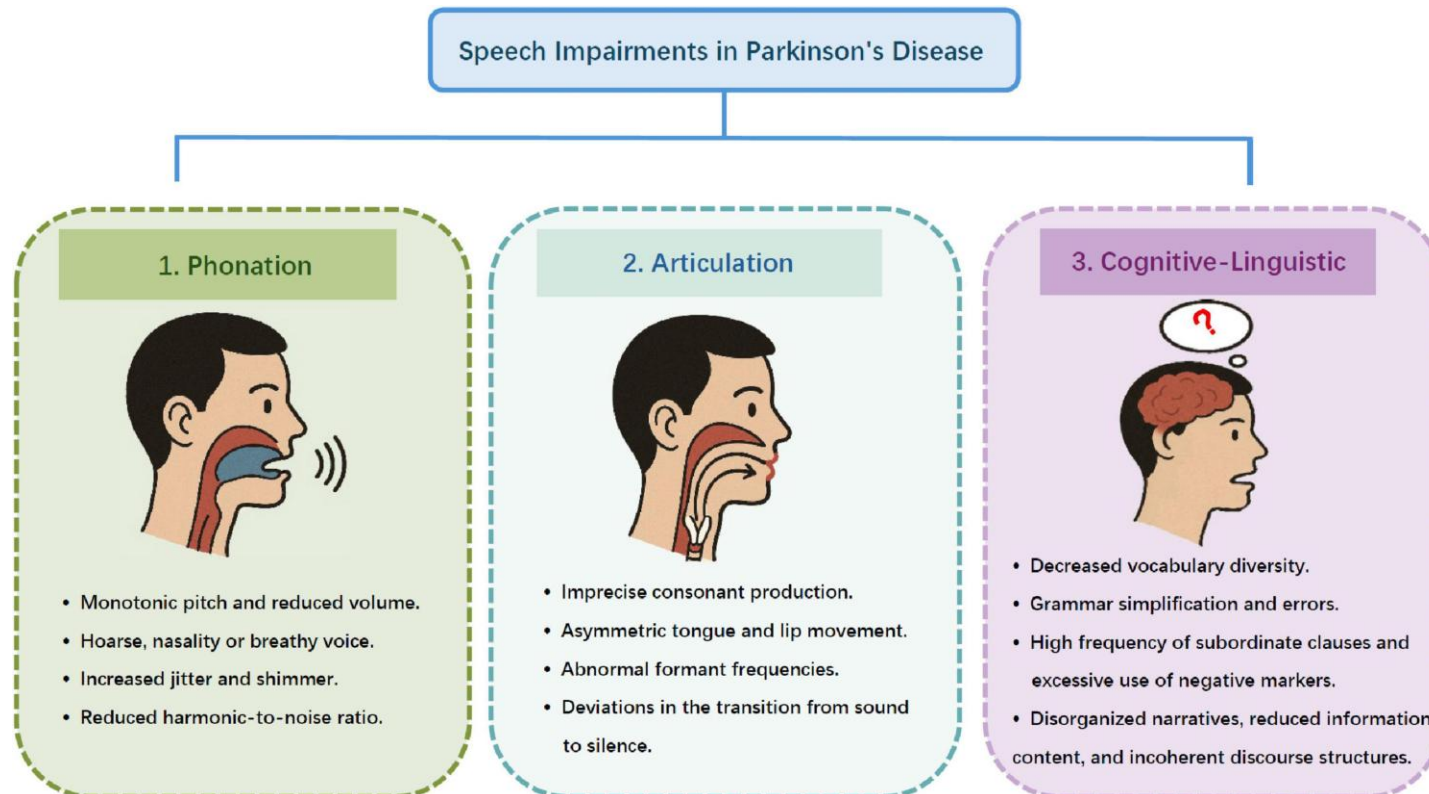 Speech Impairments in Parkinson's Disease
1. Phonation
• Monotonic pitch and reduced volume.
• Hoarse, nasality or breathy voice.
• Increased jitter and shimmer.
• Reduced harmonic-to-noise ratio.
2. Articulation
• Imprecise consonant production.
• Asymmetric tongue and lip movement.
• Abnormal formant frequencies.
• Deviations in the transition from sound
to silence.
3. Cognitive-Linguistic
?
• Decreased vocabulary diversity.
• Grammar simplification and errors.
• High frequency of subordinate clauses and
excessive use of negative markers.
• Disorganized narratives, reduced information
content, and incoherent discourse structures.